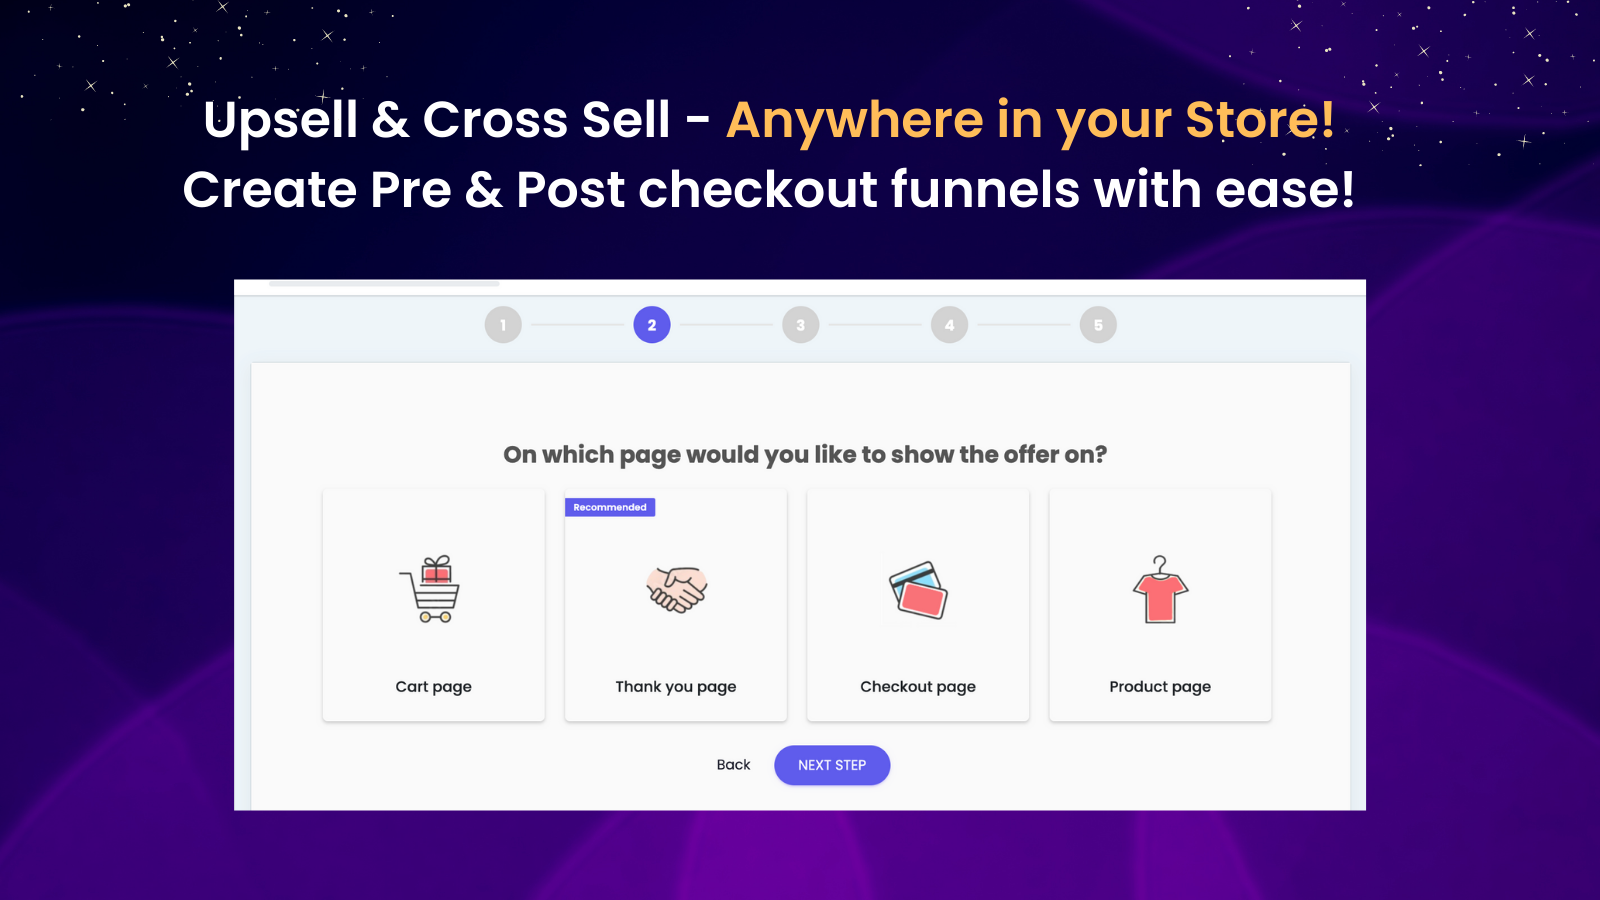 Upsell & Cross Sell - Anywhere in your Store!
Create Pre & Post checkout funnels with ease!
1 2 3 4 5
On which page would you like to show the offer on?
Recommended
Cart page Thank you page Checkout page Product page
Back NEXT STEP